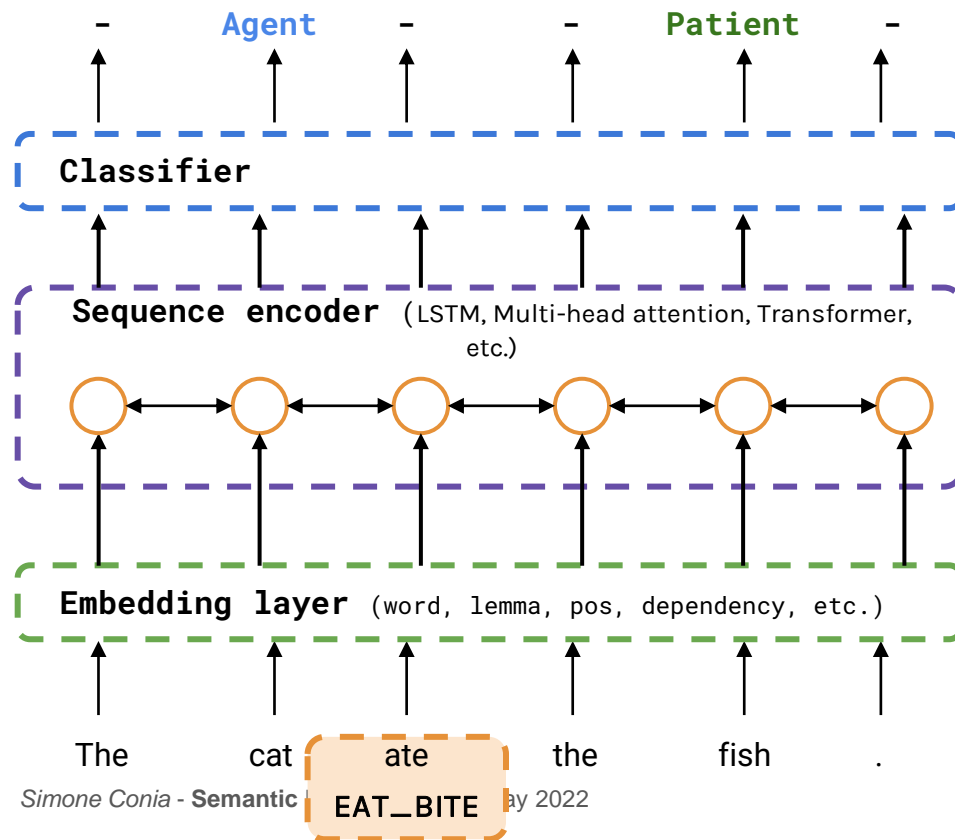 - Agent - - Patient -
Classifier
Sequence encoder (LSTM, Multi-head attention, Transformer,
etc.)
Embedding layer (word, lemma, pos, dependency, etc.)
The cat ate the fish .
EAT_BITE
Simone Conia - Semantic 2022